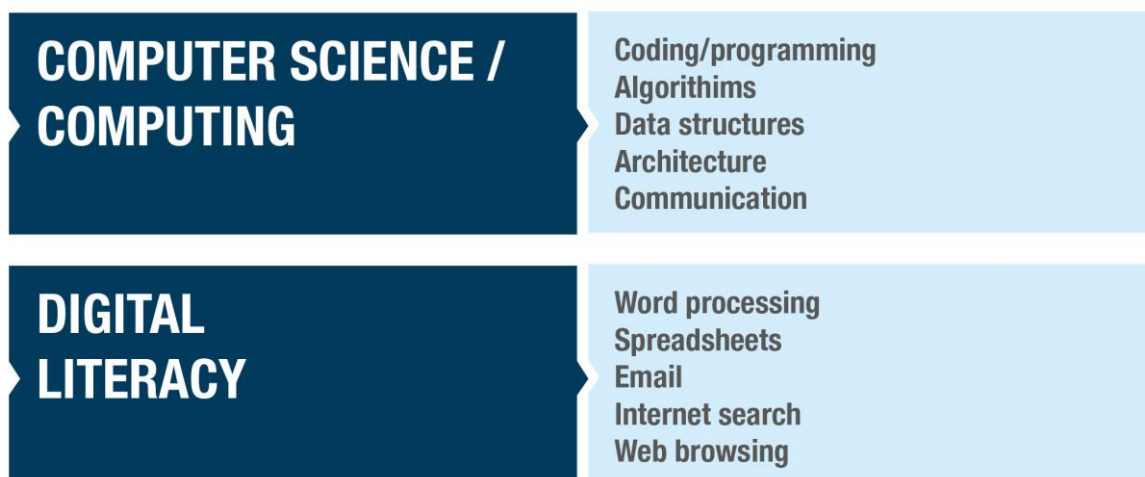 COMPUTER SCIENCE /
COMPUTING
Coding/programming
Algorithims
Data structures
Architecture
Communication
DIGITAL
LITERACY
Word processing
Spreadsheets
Email
Internet search
Web browsing